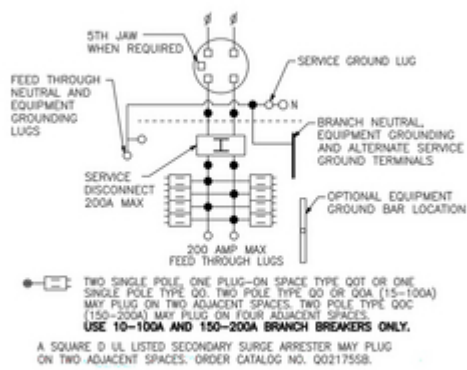 ø ø
5TH JAW
WHEN REQUIRED
SERVICE GROUND LUG
N
FEED THROUGH
NEUTRAL AND
EQUIPMENT
GROUNDING
LUGS
BRANCH NEUTRAL,
EQUIPMENT GROUNDING
AND ALTERNATE SERVICE
GROUND TERMINALS
SERVICE
DISCONNECT
200A MAX
OPTIONAL EQUIPMENT
GROUND BAR LOCATION
200 AMP MAX
FEED THROUGH LUGS
TWO SINGLE POLE, ONE PLUG-ON SPACE TYPE QOT OR ONE
SINGLE POLE TYPE QO. TWO POLE TYPE QO OR QOA (15-100A)
MAY PLUG ON TWO ADJACENT SPACES. TWO POLE TYPE QOC
(150-200A) MAY PLUG ON FOUR ADJACENT SPACES.
USE 10-100A AND 150-200A BRANCH BREAKERS ONLY.
A SQUARE D UL LISTED SECONDARY SURGE ARRESTER MAY PLUG
ON TWO ADJACENT SPACES. ORDER CATALOG NO. QO2175SB.